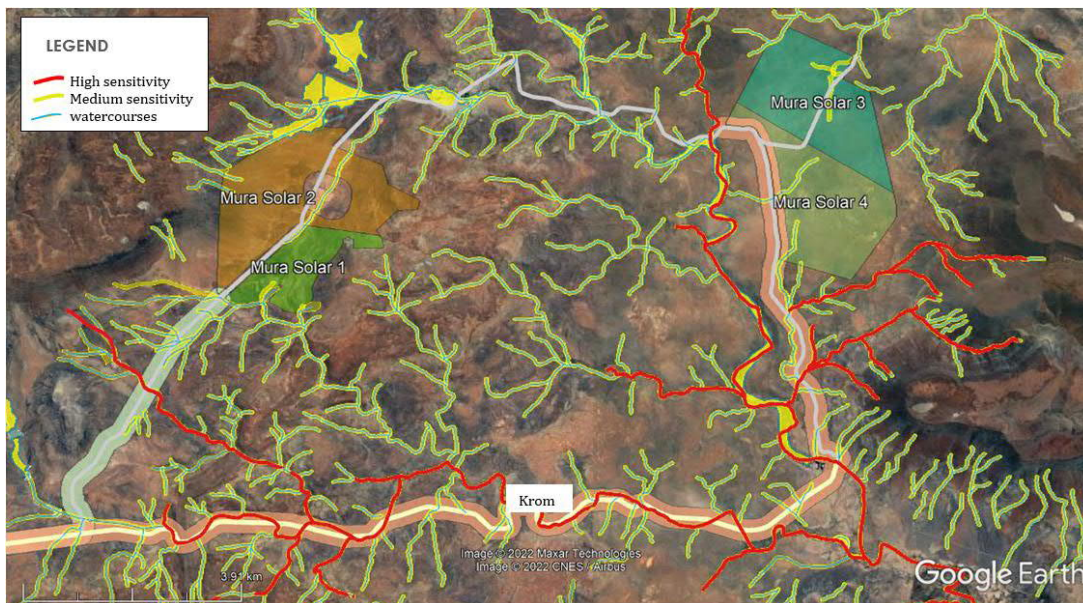 LEGEND
High sensitivity
Medium sensitivity
watercourses
Mura Solar 3
Mura Solar 2
Mura Solar 4
Mura Solar 1
Krom
Image © 2022 Maxar Technologies
Image © 2022 CNES / Airbus
3.91 km
Google Earth